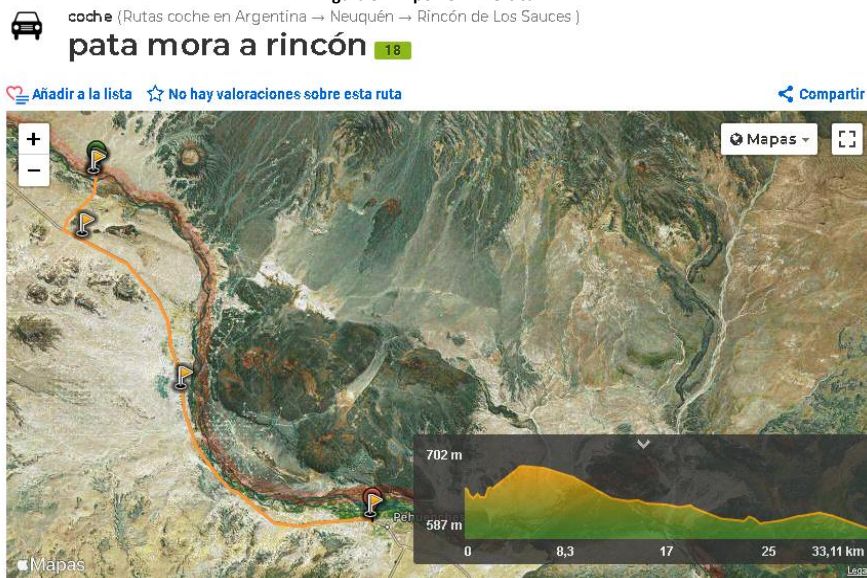 coche (Rutas coche en Argentina → Neuquén → Rincón de Los Sauces )
pata mora a rincón 18
Añadir a la lista No hay valoraciones sobre esta ruta Compartir
+
Mapas
−
702 m
587 m
0 8,3 17 25 33,11 km
Mapas
Legal